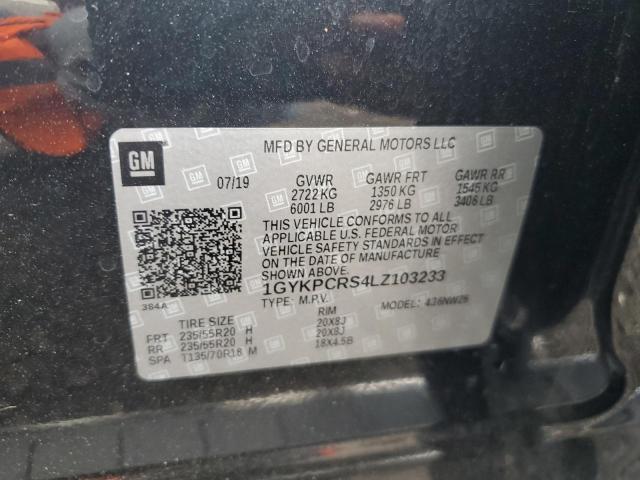 GM
MFD BY GENERAL MOTORS LLC
07/19 GVWR GAWR FRT GAWR RR
2722 KG 1350 KG 1545 KG
6001 LB 2976 LB 3406 LB
THIS VEHICLE CONFORMS TO ALL
APPLICABLE U.S. FEDERAL MOTOR
VEHICLE SAFETY STANDARDS IN EFFECT
ON THE DATE OF MANUFACTURE
SHOWN ABOVE.
1GYKPCRS4LZ103233
384A
TYPE: M.P.V. MODEL: 4J6NW26
TIRE SIZE RIM
FRT 235/55R20 H 20X8J
RR 235/55R20 H 20X8J
SPA T135/70R18 M 18X4.5B